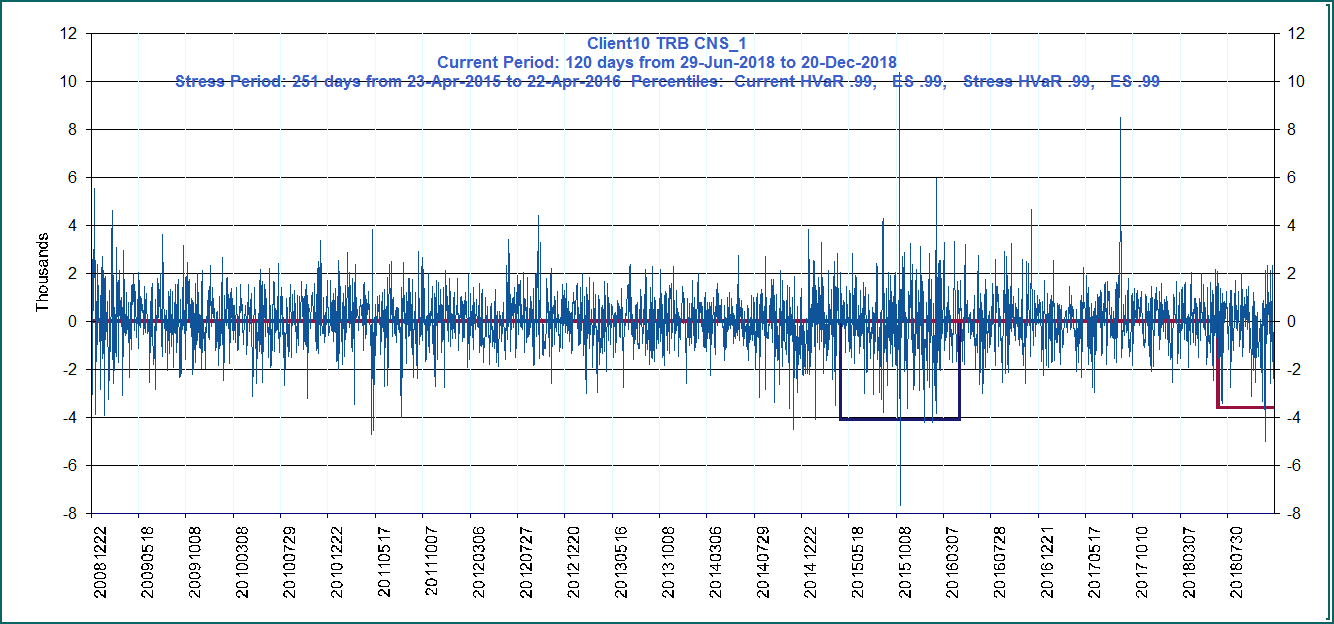 Client10 TRB CNS_1
Current Period: 120 days from 29-Jun-2018 to 20-Dec-2018
Stress Period: 251 days from 23-Apr-2015 to 22-Apr-2016  Percentiles:  Current HVaR .99,   ES .99,   Stress HVaR .99,   ES .99
12 12
10 10
8 8
6 6
4 4
2 2
0 0
-2 -2
-4 -4
-6 -6
-8 -8
Thousands
20081222 20090518 20091008 20100308 20100729 20101222 20110517 20111007 20120306 20120727 20121220 20130516 20131008 20140306 20140729 20141222 20150518 20151008 20160307 20160728 20161221 20170517 20171010 20180307 20180730